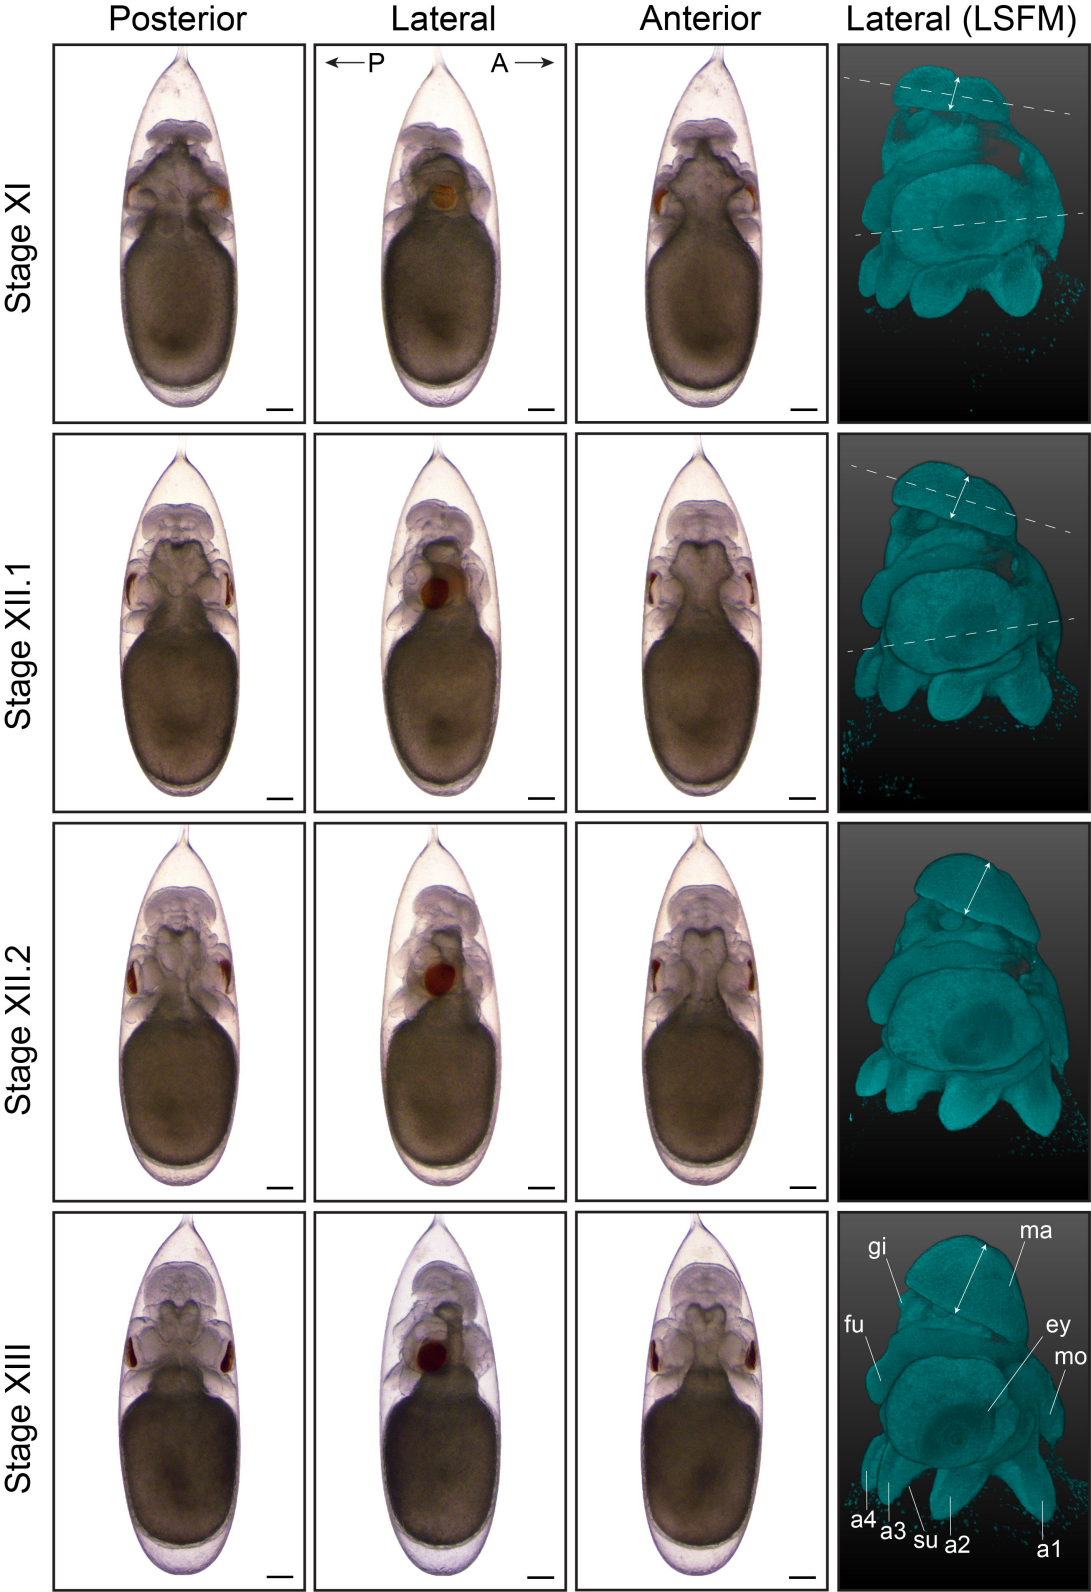 Posterior
Lateral
Anterior
Lateral (LSFM)
Stage XI
P
A
Stage XII.1
Stage XII.2
Stage XIII
gi
ma
fu
ey
mo
a4
a3
su
a2
a1